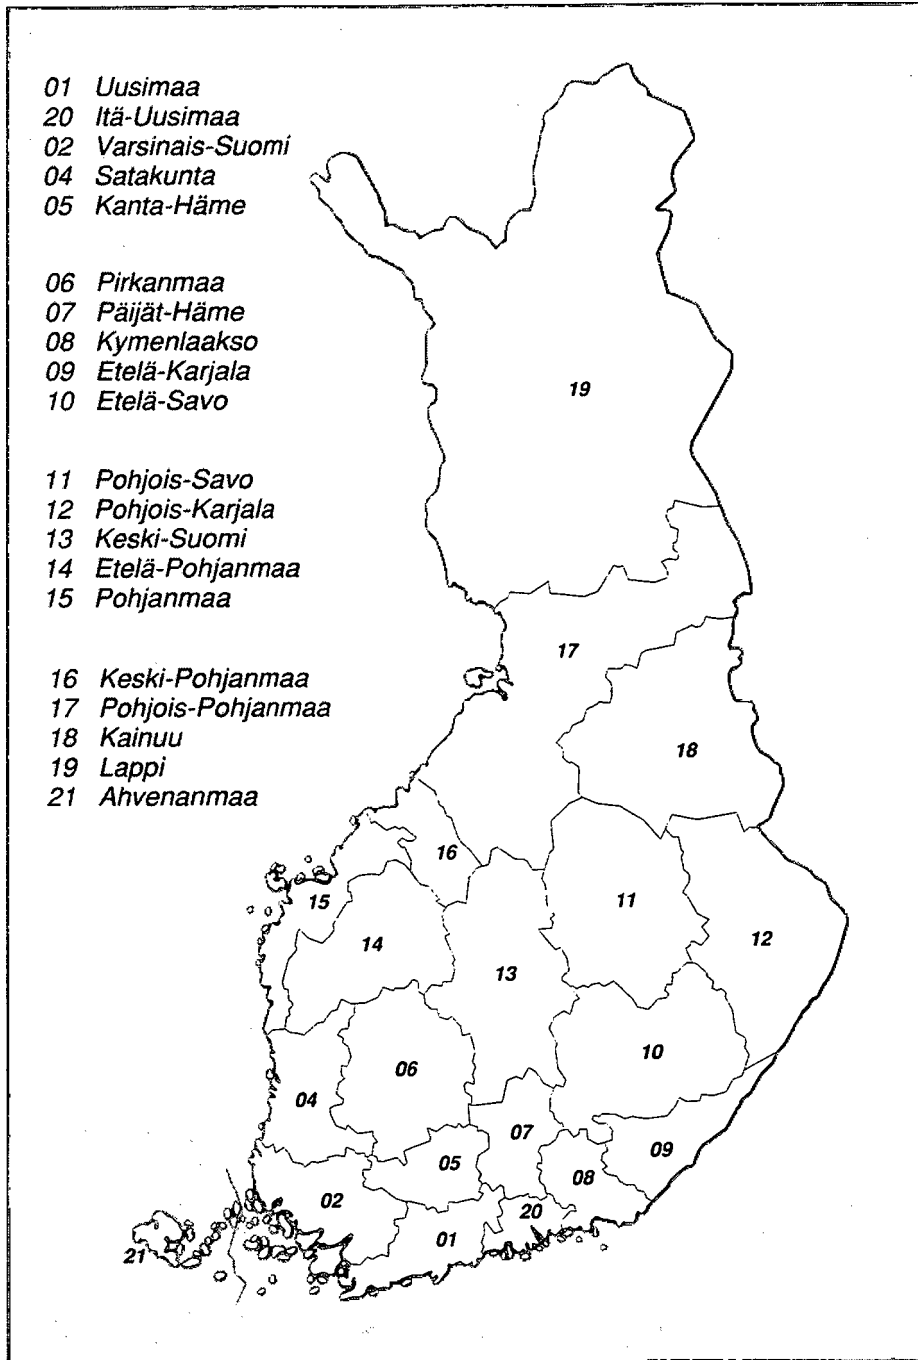 01 Uusimaa
20 Itä-Uusimaa
02 Varsinais-Suomi
04 Satakunta
05 Kanta-Häme
06 Pirkanmaa
07 Päijät-Häme
08 Kymenlaakso
09 Etelä-Karjala
10 Etelä-Savo
11 Pohjois-Savo
12 Pohjois-Karjala
13 Keski-Suomi
14 Etelä-Pohjanmaa
15 Pohjanmaa
16 Keski-Pohjanmaa
17 Pohjois-Pohjanmaa
18 Kainuu
19 Lappi
21 Ahvenanmaa
19
17
18
16
15
11
14
12
13
10
06
04
07
09
05
08
02
20
01
21